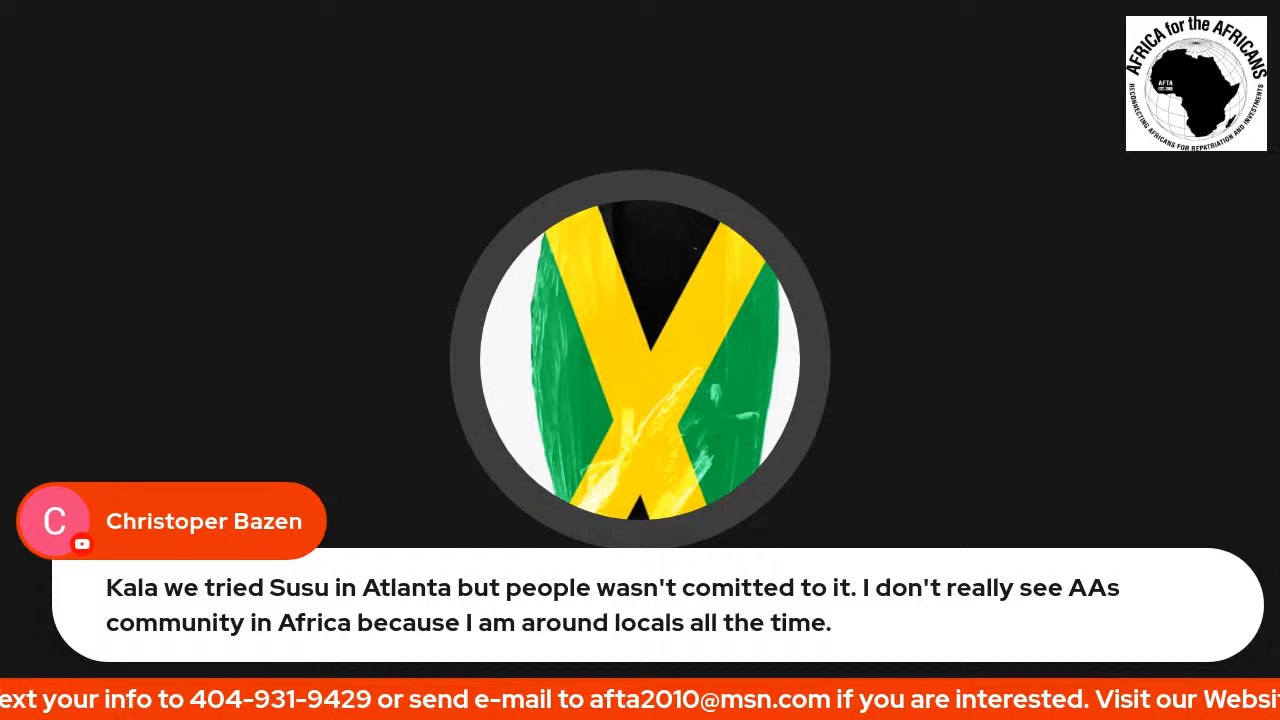 AFRICA for the AFRICANS
AFTA
EST. 2005
RECONNECTING AFRICANS FOR REPATRIATION AND INVESTMENTS
C
Christoper Bazen
Kala we tried Susu in Atlanta but people wasn't comitted to it. I don't really see AAs
community in Africa because I am around locals all the time.
ext your info to 404-931-9429 or send e-mail to afta2010@msn.com if you are interested. Visit our Websi